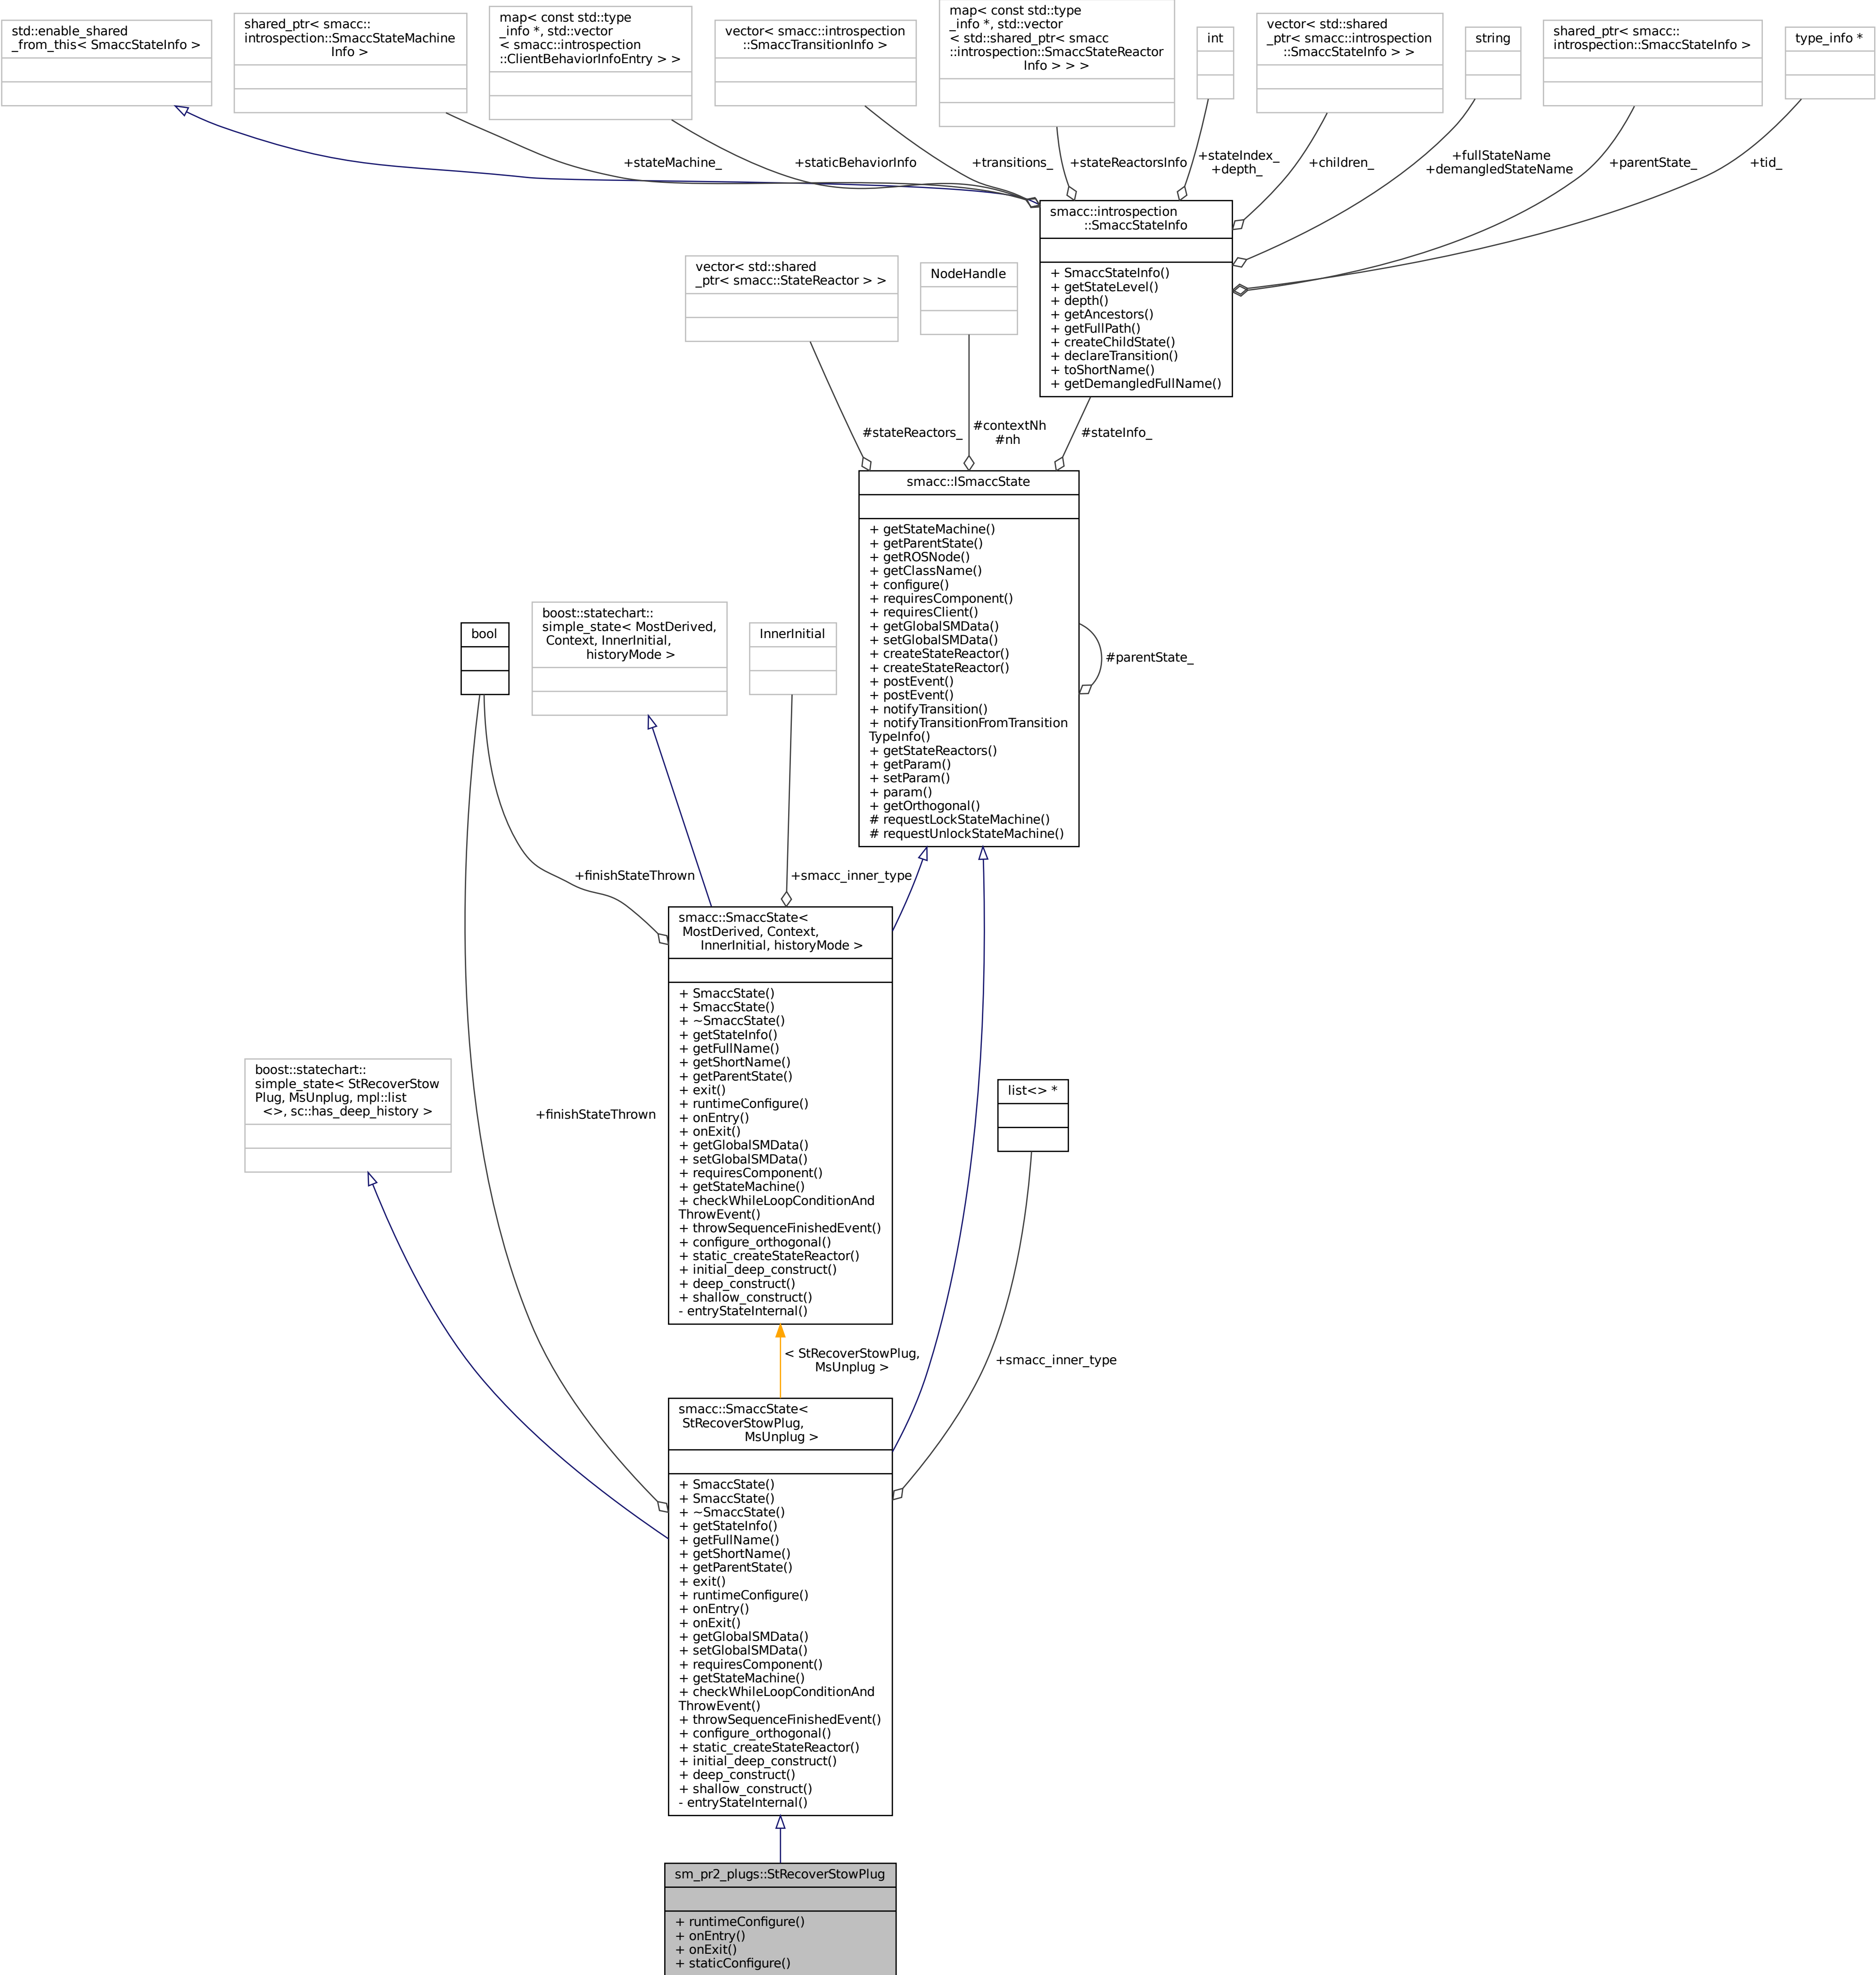 std::enable_shared
_from_this< SmaccStateInfo >
shared_ptr< smacc::
introspection::SmaccStateMachine
Info >
map< const std::type
_info *, std::vector
< smacc::introspection
::ClientBehaviorInfoEntry > >
vector< smacc::introspection
::SmaccTransitionInfo >
map< const std::type
_info *, std::vector
< std::shared_ptr< smacc
::introspection::SmaccStateReactor
Info > > >
int
vector< std::shared
_ptr< smacc::introspection
::SmaccStateInfo > >
string
shared_ptr< smacc::
introspection::SmaccStateInfo >
type_info *
+stateMachine_
+staticBehaviorInfo
+transitions_
+stateReactorsInfo
+stateIndex_
+depth_
+children_
+fullStateName
+demangledStateName
+parentState_
+tid_
smacc::introspection
::SmaccStateInfo
+ SmaccStateInfo()
+ getStateLevel()
+ depth()
+ getAncestors()
+ getFullPath()
+ createChildState()
+ declareTransition()
+ toShortName()
+ getDemangledFullName()
vector< std::shared
_ptr< smacc::StateReactor > >
NodeHandle
#stateReactors_
#contextNh
#nh
#stateInfo_
smacc::ISmaccState
+ getStateMachine()
+ getParentState()
+ getROSNode()
+ getClassName()
+ configure()
+ requiresComponent()
+ requiresClient()
+ getGlobalSMData()
+ setGlobalSMData()
+ createStateReactor()
+ createStateReactor()
+ postEvent()
+ postEvent()
+ notifyTransition()
+ notifyTransitionFromTransition
TypeInfo()
+ getStateReactors()
+ getParam()
+ setParam()
+ param()
+ getOrthogonal()
# requestLockStateMachine()
# requestUnlockStateMachine()
#parentState_
bool
boost::statechart::
simple_state< MostDerived,
Context, InnerInitial,
historyMode >
InnerInitial
+finishStateThrown
+smacc_inner_type
smacc::SmaccState<
MostDerived, Context,
InnerInitial, historyMode >
+ SmaccState()
+ SmaccState()
+ ~SmaccState()
+ getStateInfo()
+ getFullName()
+ getShortName()
+ getParentState()
+ exit()
+ runtimeConfigure()
+ onEntry()
+ onExit()
+ getGlobalSMData()
+ setGlobalSMData()
+ requiresComponent()
+ getStateMachine()
+ checkWhileLoopConditionAnd
ThrowEvent()
+ throwSequenceFinishedEvent()
+ configure_orthogonal()
+ static_createStateReactor()
+ initial_deep_construct()
+ deep_construct()
+ shallow_construct()
- entryStateInternal()
boost::statechart::
simple_state< StRecoverStow
Plug, MsUnplug, mpl::list
<>, sc::has_deep_history >
+finishStateThrown
list<> *
< StRecoverStowPlug,
MsUnplug >
+smacc_inner_type
smacc::SmaccState<
StRecoverStowPlug,
MsUnplug >
+ SmaccState()
+ SmaccState()
+ ~SmaccState()
+ getStateInfo()
+ getFullName()
+ getShortName()
+ getParentState()
+ exit()
+ runtimeConfigure()
+ onEntry()
+ onExit()
+ getGlobalSMData()
+ setGlobalSMData()
+ requiresComponent()
+ getStateMachine()
+ checkWhileLoopConditionAnd
ThrowEvent()
+ throwSequenceFinishedEvent()
+ configure_orthogonal()
+ static_createStateReactor()
+ initial_deep_construct()
+ deep_construct()
+ shallow_construct()
- entryStateInternal()
sm_pr2_plugs::StRecoverStowPlug
+ runtimeConfigure()
+ onEntry()
+ onExit()
+ staticConfigure()